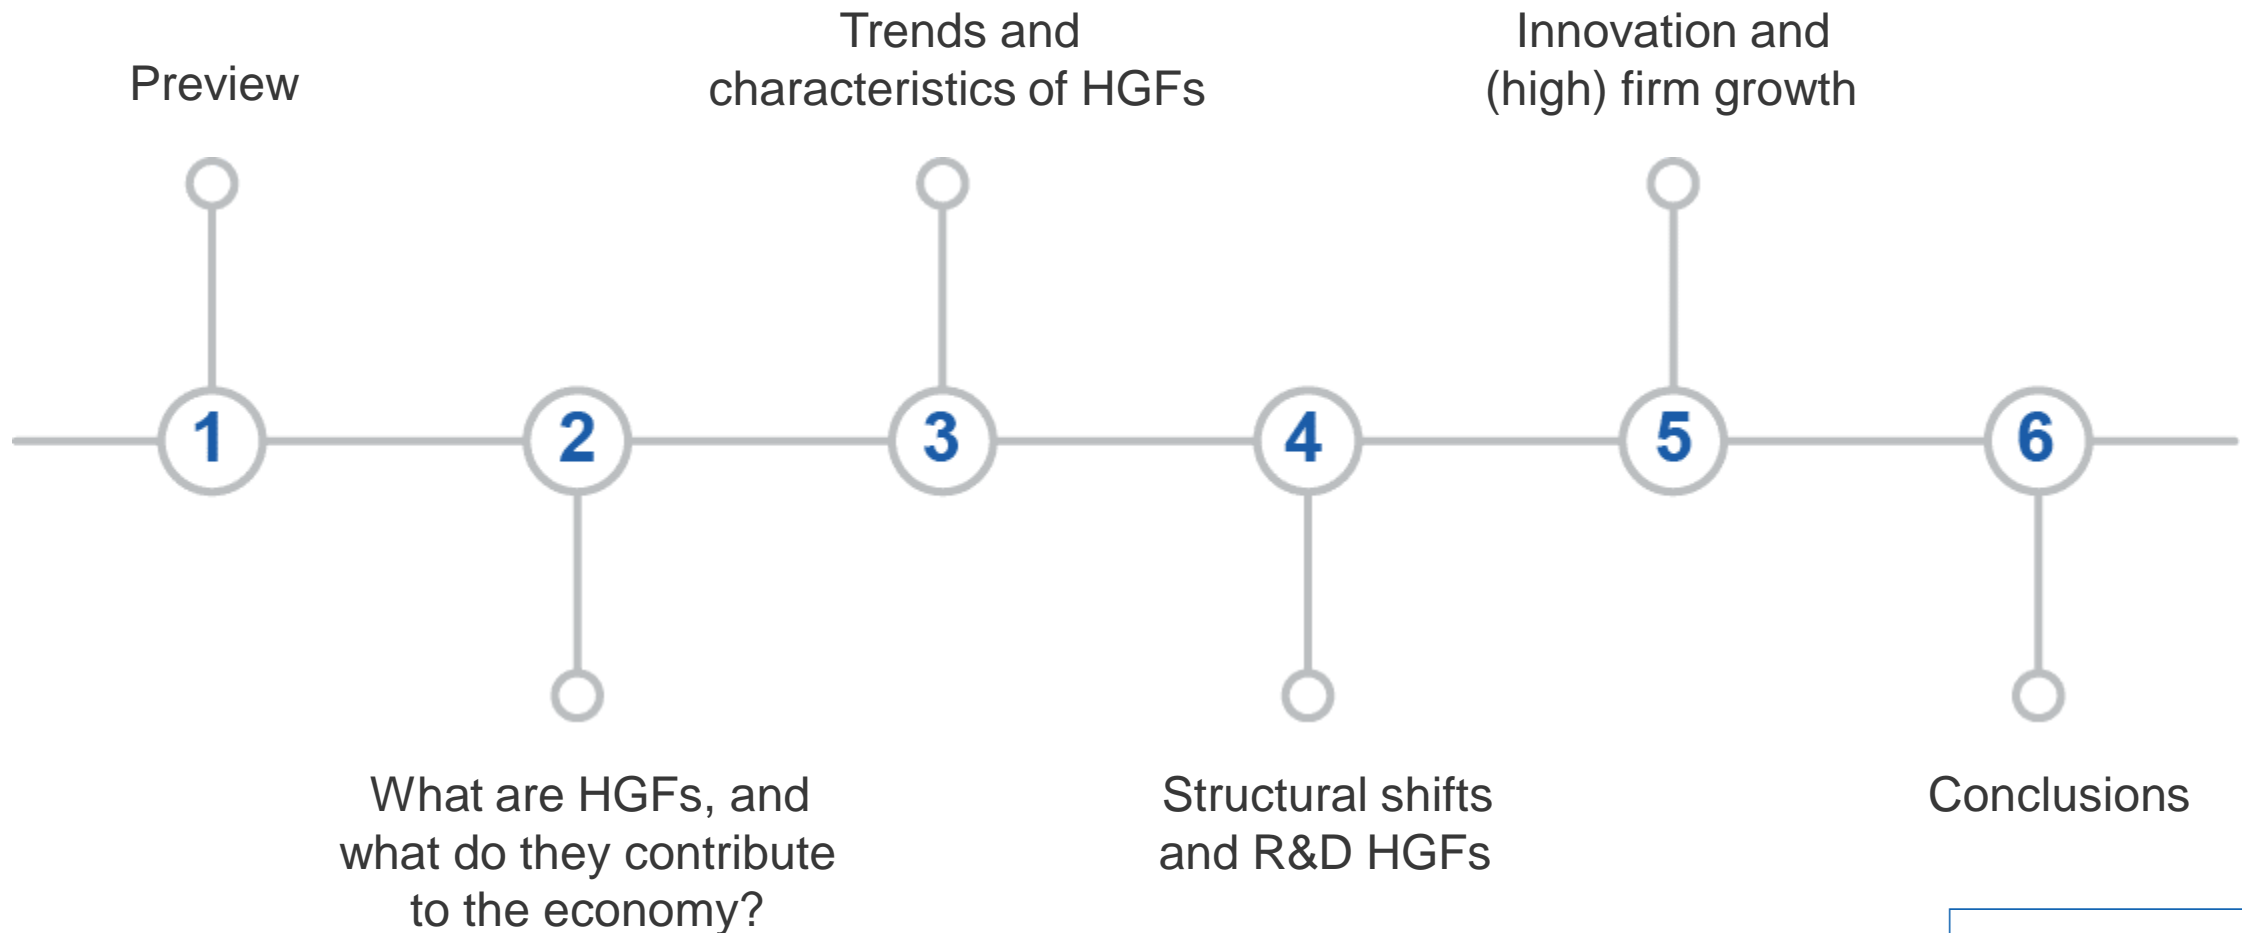 Preview
Trends and
characteristics of HGFs
Innovation and
(high) firm growth
1
2
3
4
5
6
What are HGFs, and
what do they contribute
to the economy?
Structural shifts
and R&D HGFs
Conclusions